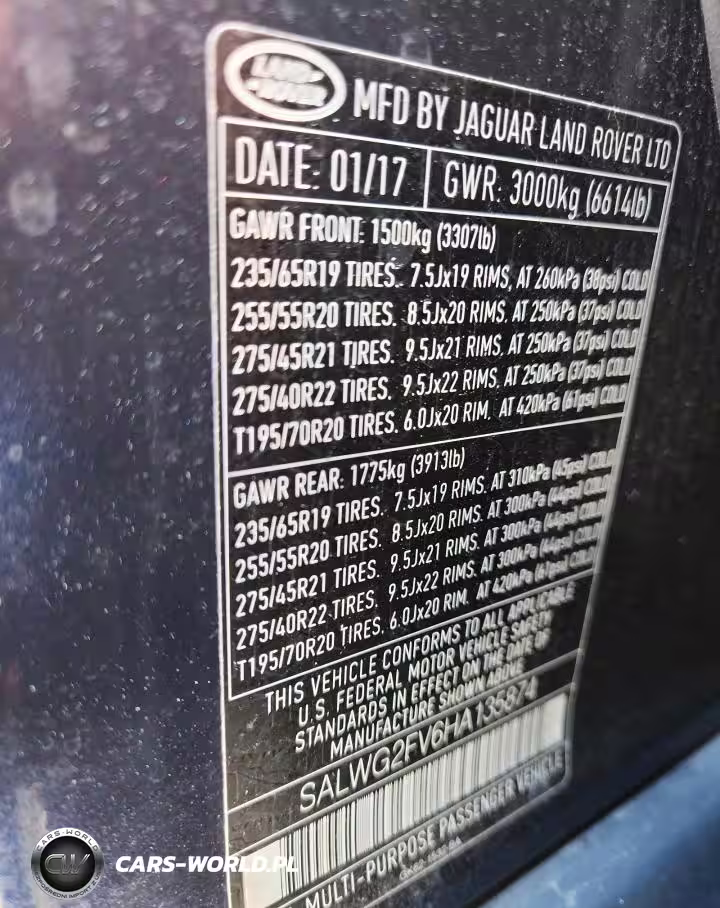 LAND ROVER
MFD BY JAGUAR LAND ROVER LTD
DATE: 01/17 GWR: 3000kg (6614lb)
GAWR FRONT: 1500kg (3307lb)
235/65R19 TIRES. 7.5Jx19 RIMS, AT 260kPa (38psi) COLD
255/55R20 TIRES. 8.5Jx20 RIMS, AT 250kPa (37psi) COLD
275/45R21 TIRES. 9.5Jx21 RIMS, AT 250kPa (37psi) COLD
275/40R22 TIRES. 9.5Jx22 RIMS, AT 250kPa (37psi) COLD
T195/70R20 TIRES. 6.0Jx20 RIM, AT 420kPa (61psi) COLD
GAWR REAR: 1775kg (3913lb)
235/65R19 TIRES. 7.5Jx19 RIMS, AT 310kPa (45psi) COLD
255/55R20 TIRES. 8.5Jx20 RIMS, AT 300kPa (44psi) COLD
275/45R21 TIRES. 9.5Jx21 RIMS, AT 300kPa (44psi) COLD
275/40R22 TIRES. 9.5Jx22 RIMS, AT 300kPa (44psi) COLD
T195/70R20 TIRES. 6.0Jx20 RIM, AT 420kPa (61psi) COLD
THIS VEHICLE CONFORMS TO ALL APPLICABLE
U.S. FEDERAL MOTOR VEHICLE SAFETY
STANDARDS IN EFFECT ON THE DATE OF
MANUFACTURE SHOWN ABOVE
SALWG2FV6HA135874
MULTI-PURPOSE PASSENGER VEHICLE
CARS-WORLD
CW
CARS-WORLD.PL